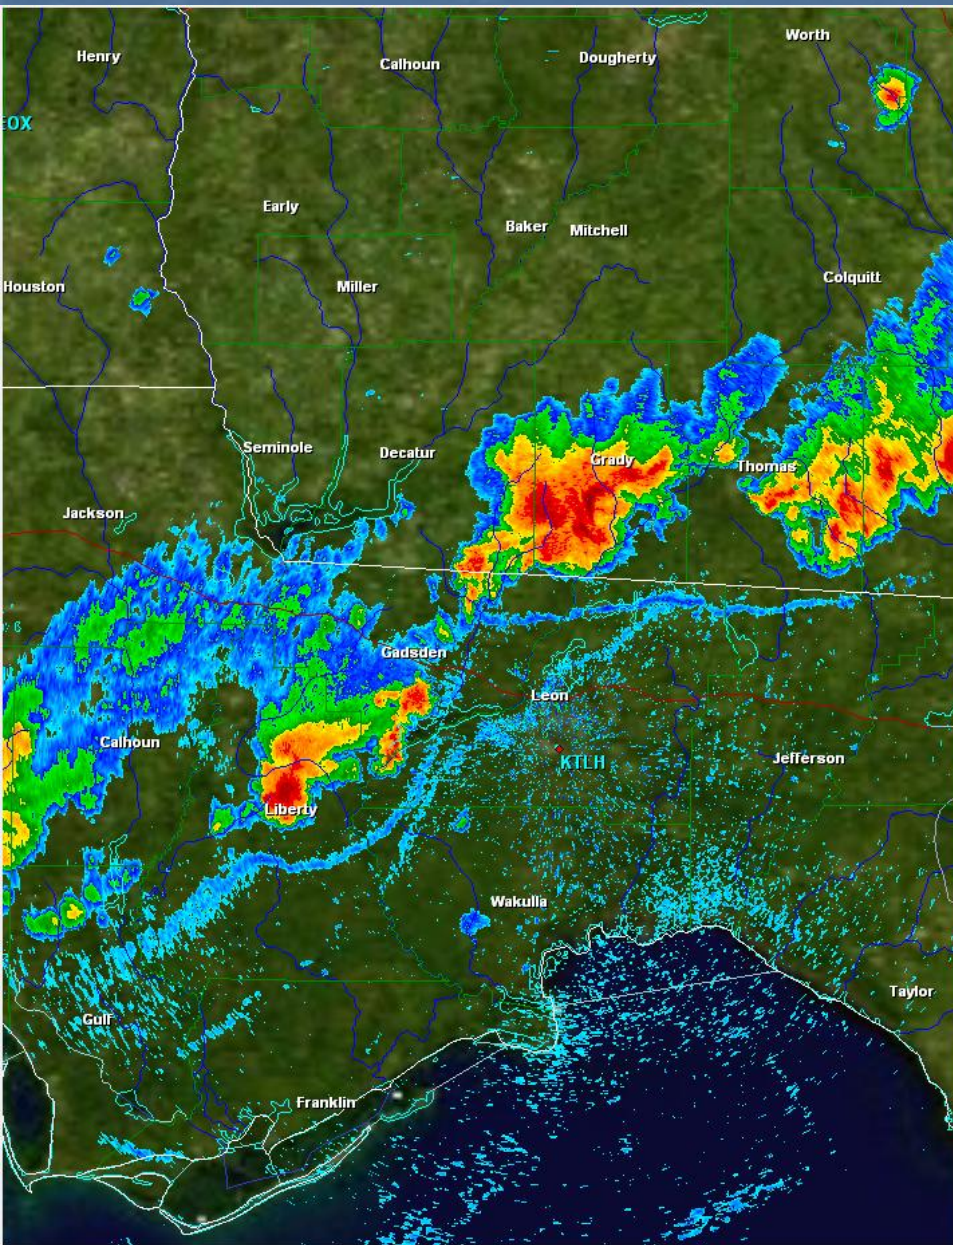 Henry
Calhoun
Dougherty
Worth
EOX
Early
Baker
Mitchell
Houston
Miller
Colquitt
Seminole
Decatur
Grady
Thomas
Jackson
Gadsden
Leon
Calhoun
KTLH
Jefferson
Liberty
Wakulla
Taylor
Gulf
Franklin